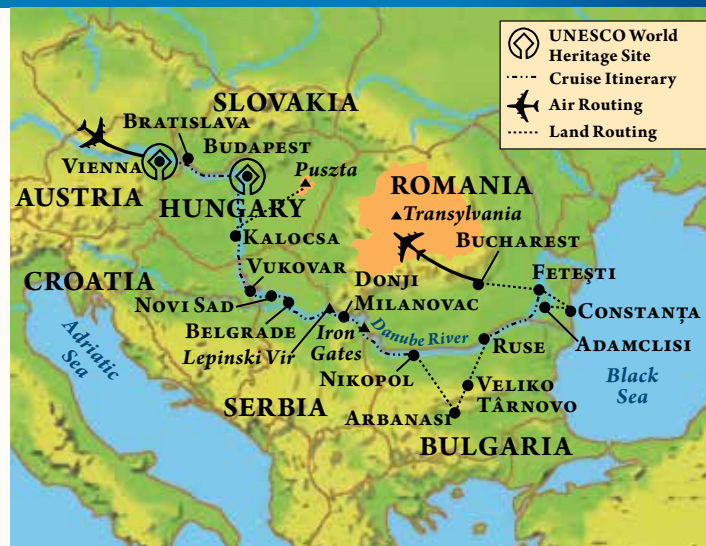 UNESCO World
Heritage Site
Cruise Itinerary
Air Routing
Land Routing
SLOVAKIA
BRATISLAVA
BUDAPEST
VIENNA
Puszta
AUSTRIA
HUNGARY
ROMANIA
Transylvania
KALOCSA
BUCHAREST
VUKOVAR
FETEŞTI
CROATIA
DONJI
MILANOVAC
NOVI SAD
CONSTANȚA
BELGRADE
Iron
Gates
Danube River
ADAMCLISI
Lepinski Vir
RUSE
Adriatic
Sea
NIKOPOL
Black
Sea
VELIKO
TÂRNOVO
SERBIA
ARBANASI
BULGARIA